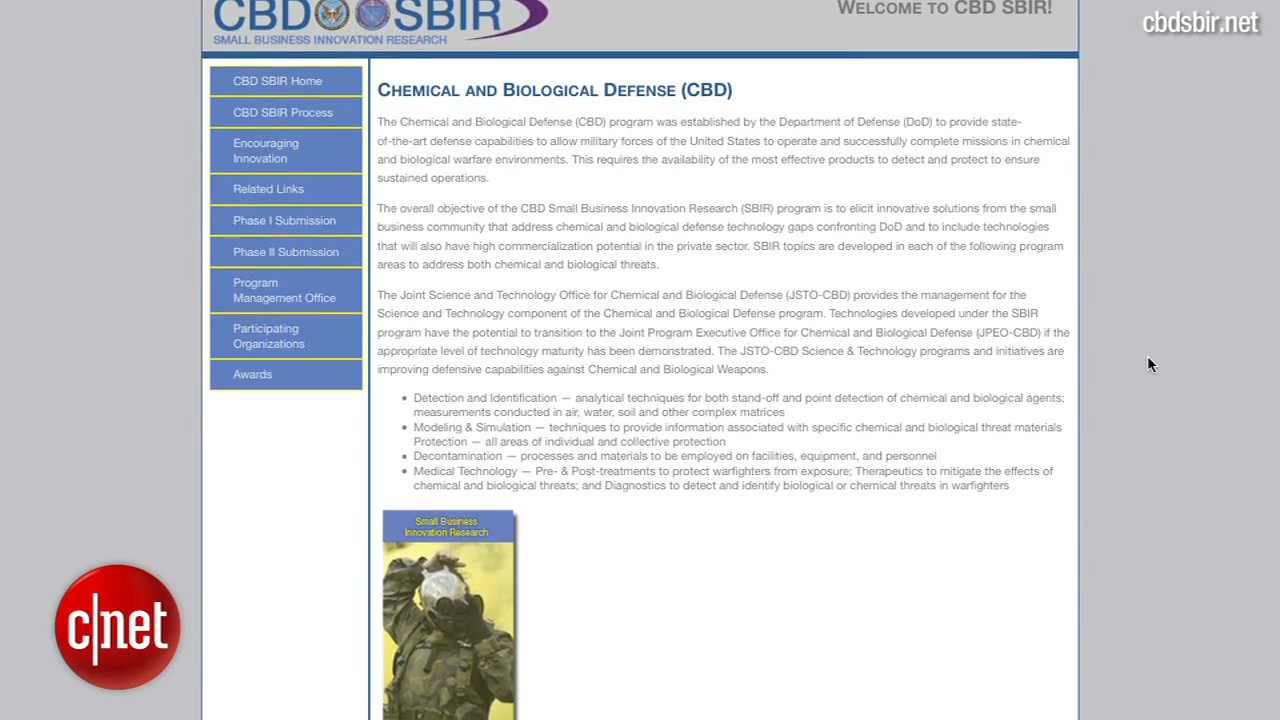 WELCOME TO CBD SBIR!
cbdsbir.net
CBD SBIR
SMALL BUSINESS INNOVATION RESEARCH
CBD SBIR Home
CBD SBIR Process
Encouraging
Innovation
Related Links
Phase I Submission
Phase II Submission
Program
Management Office
Participating
Organizations
Awards
CHEMICAL AND BIOLOGICAL DEFENSE (CBD)
The Chemical and Biological Defense (CBD) program was established by the Department of Defense (DoD) to provide state-
of-the-art defense capabilities to allow military forces of the United States to operate and successfully complete missions in chemical
and biological warfare environments. This requires the availability of the most effective products to detect and protect to ensure
sustained operations.
The overall objective of the CBD Small Business Innovation Research (SBIR) program is to elicit innovative solutions from the small
business community that address chemical and biological defense technology gaps confronting DoD and to include technologies
that will also have high commercialization potential in the private sector. SBIR topics are developed in each of the following program
areas to address both chemical and biological threats.
The Joint Science and Technology Office for Chemical and Biological Defense (JSTO-CBD) provides the management for the
Science and Technology component of the Chemical and Biological Defense program. Technologies developed under the SBIR
program have the potential to transition to the Joint Program Executive Office for Chemical and Biological Defense (JPEO-CBD) if the
appropriate level of technology maturity has been demonstrated. The JSTO-CBD Science & Technology programs and initiatives are
improving defensive capabilities against Chemical and Biological Weapons.
• Detection and Identification — analytical techniques for both stand-off and point detection of chemical and biological agents;
measurements conducted in air, water, soil and other complex matrices
• Modeling & Simulation — techniques to provide information associated with specific chemical and biological threat materials
Protection — all areas of individual and collective protection
• Decontamination — processes and materials to be employed on facilities, equipment, and personnel
• Medical Technology — Pre- & Post-treatments to protect warfighters from exposure; Therapeutics to mitigate the effects of
chemical and biological threats; and Diagnostics to detect and identify biological or chemical threats in warfighters
Small Business
Innovation Research
c|net